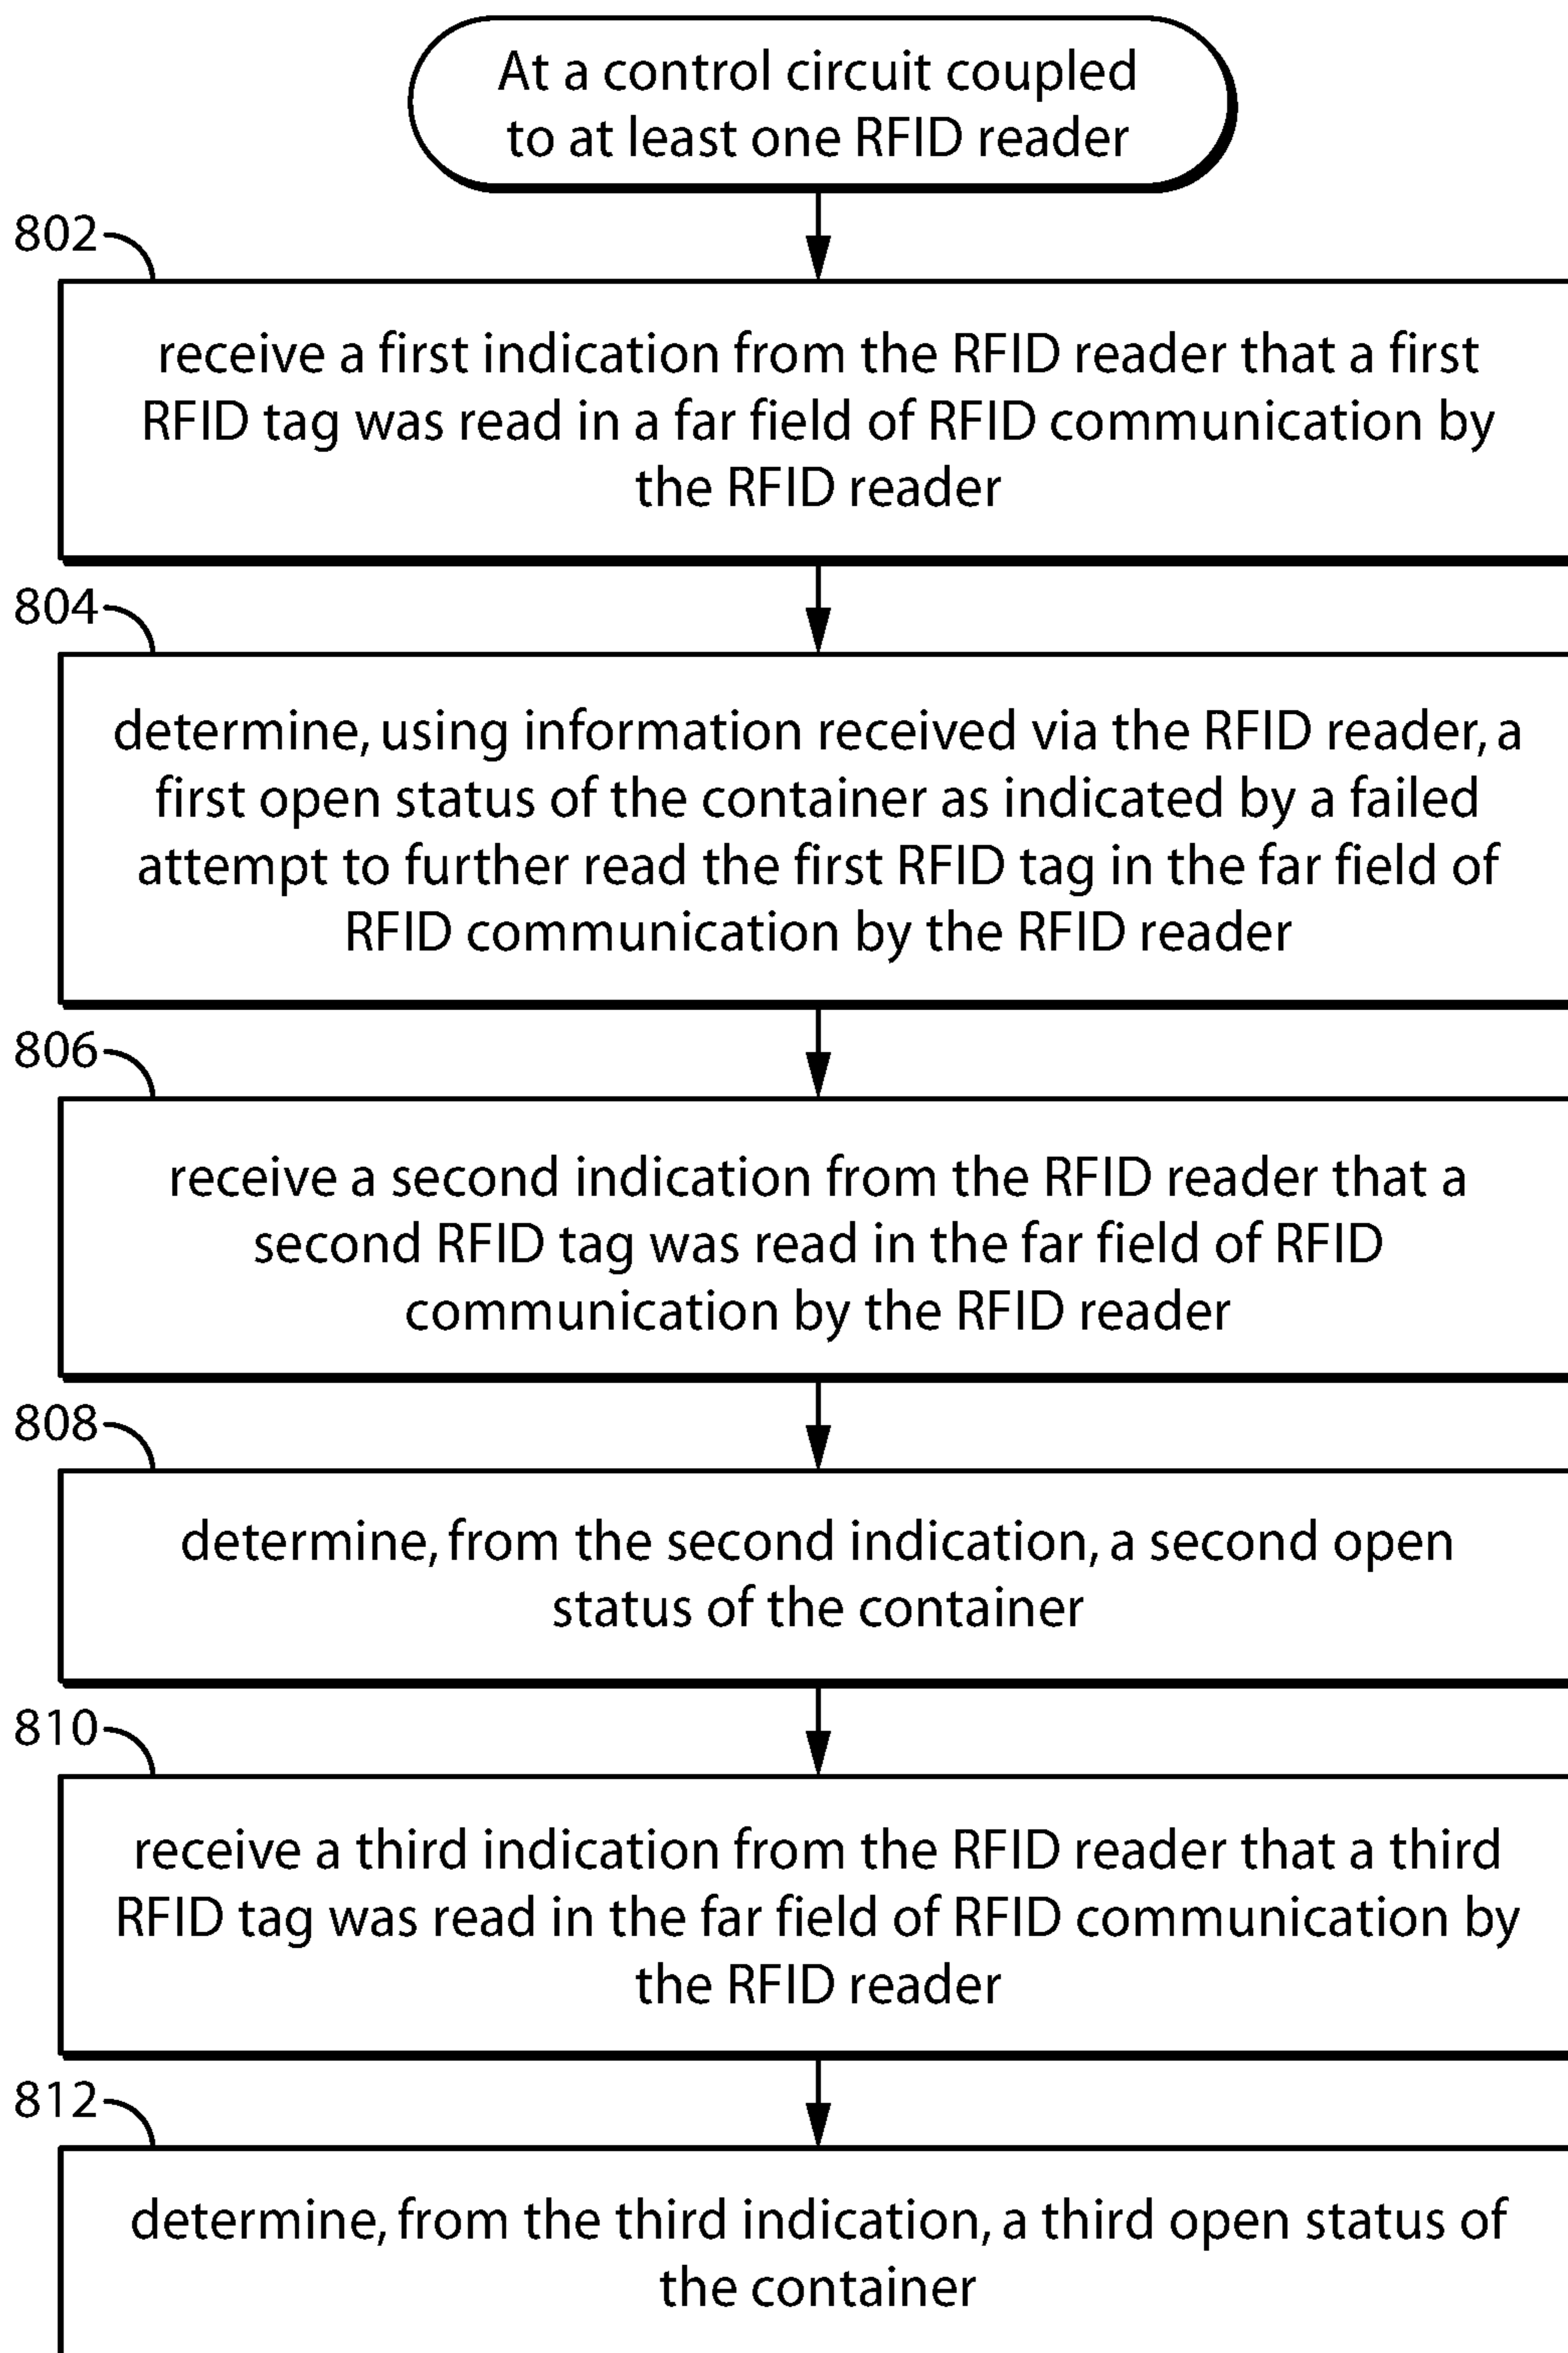 At a control circuit coupled
to at least one RFID reader
802
receive a first indication from the RFID reader that a first
RFID tag was read in a far field of RFID communication by
the RFID reader
804
determine, using information received via the RFID reader, a
first open status of the container as indicated by a failed
attempt to further read the first RFID tag in the far field of
RFID communication by the RFID reader
806
receive a second indication from the RFID reader that a
second RFID tag was read in the far field of RFID
communication by the RFID reader
808
determine, from the second indication, a second open
status of the container
810
receive a third indication from the RFID reader that a third
RFID tag was read in the far field of RFID communication by
the RFID reader
812
determine, from the third indication, a third open status of
the container